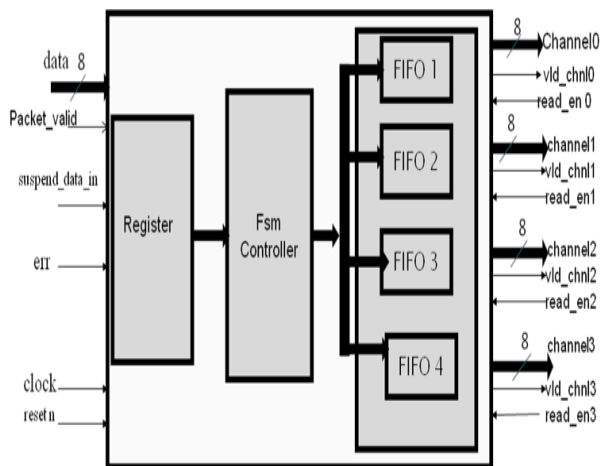 data 8
Packet_valid
suspend_data_in
err
clock
reset n
Register
Fsm
Controller
FIFO 1
FIFO 2
FIFO 3
FIFO 4
8 Channel0
vld_chnl0
read_en 0
8 channel1
vld_chnl1
read_en1
8 channel2
vld_chnl2
read_en2
8 channel3
vld_chnl3
read_en3